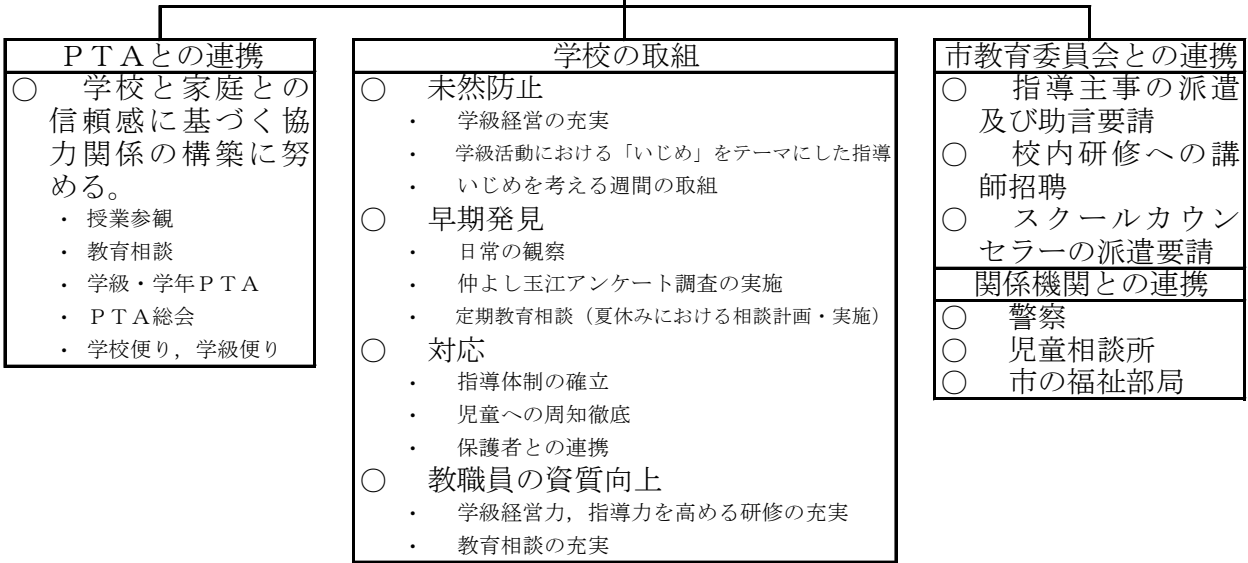 ＰＴＡとの連携
○　学校と家庭との
信頼感に基づく協
力関係の構築に努
める。
・ 授業参観
・ 教育相談
・ 学級・学年ＰＴＡ
・ ＰＴＡ総会
・ 学校便り，学級便り
学校の取組
○　未然防止
・ 学級経営の充実
・ 学級活動における「いじめ」をテーマにした指導
・ いじめを考える週間の取組
○　早期発見
・ 日常の観察
・ 仲よし玉江アンケート調査の実施
・ 定期教育相談（夏休みにおける相談計画・実施）
○　対応
・ 指導体制の確立
・ 児童への周知徹底
・ 保護者との連携
○　教職員の資質向上
・ 学級経営力，指導力を高める研修の充実
・ 教育相談の充実
市教育委員会との連携
○　指導主事の派遣
及び助言要請
○　校内研修への講
師招聘
○　スクールカウン
セラーの派遣要請
関係機関との連携
○　警察
○　児童相談所
○　市の福祉部局